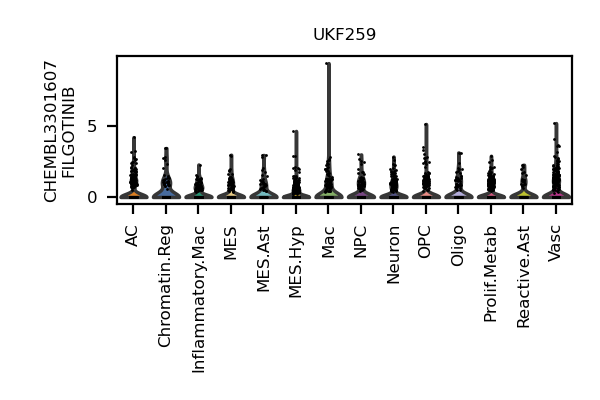 UKF259
CHEMBL3301607
FILGOTINIB
5
0
AC
Chromatin.Reg
Inflammatory.Mac
MES
MES.Ast
MES.Hyp
Mac
NPC
Neuron
OPC
Oligo
Prolif.Metab
Reactive.Ast
Vasc